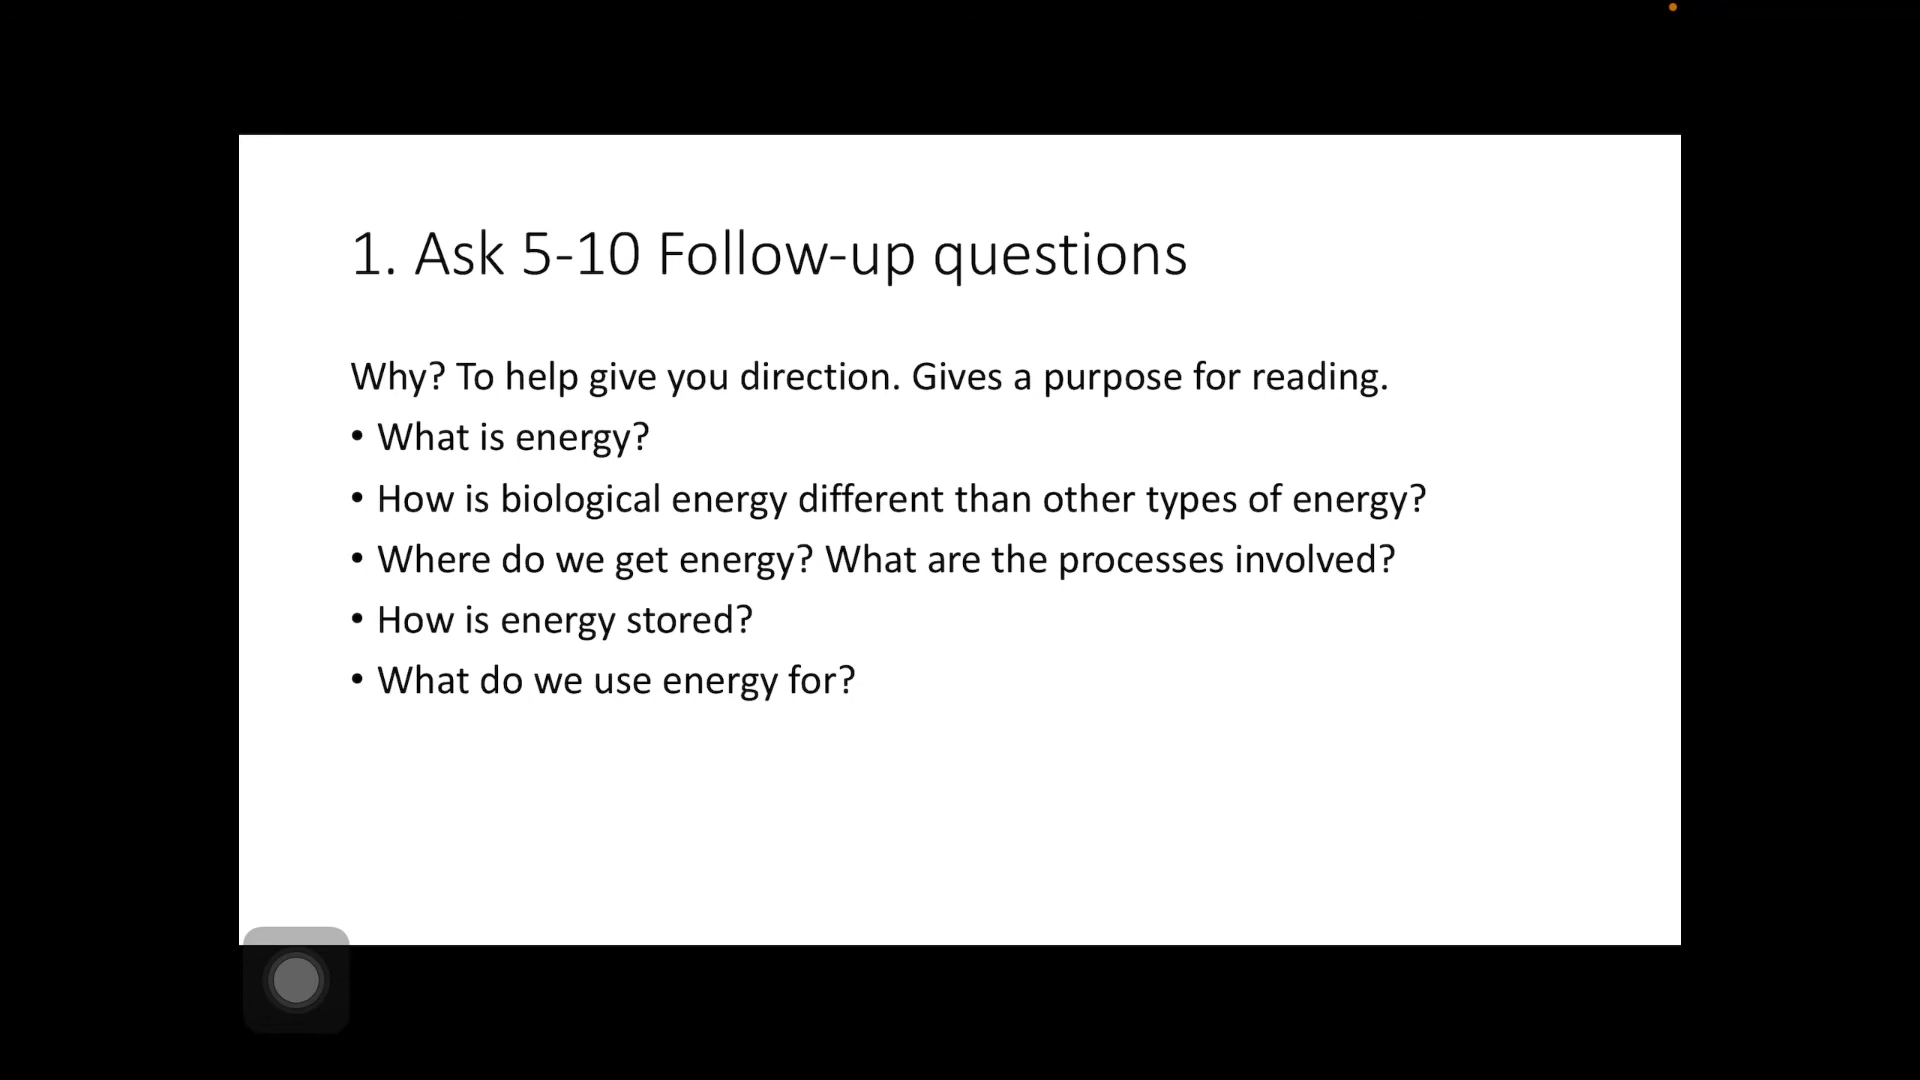 1. Ask 5-10 Follow-up questions
Why? To help give you direction. Gives a purpose for reading.
• What is energy?
• How is biological energy different than other types of energy?
• Where do we get energy? What are the processes involved?
• How is energy stored?
• What do we use energy for?